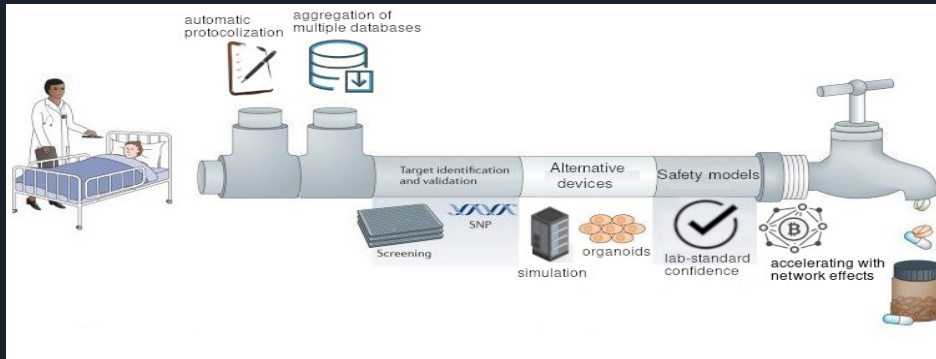 automatic
protocolization
aggregation of
multiple databases
Target identification
and validation
Alternative
devices
Safety models
SNP
Screening
simulation
organoids
lab-standard
confidence
B
accelerating with
network effects